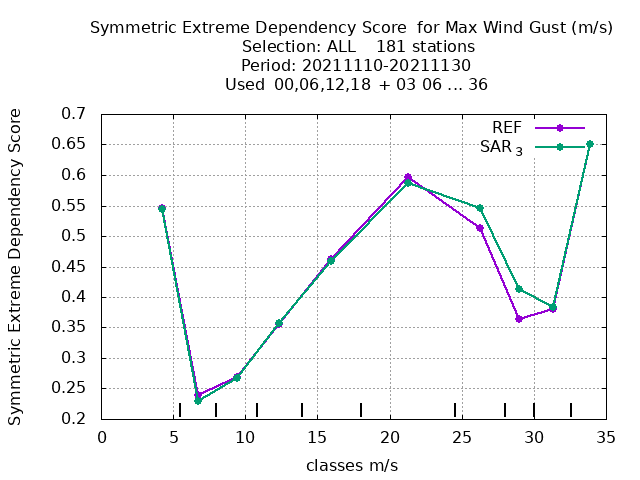 Symmetric Extreme Dependency Score for Max Wind Gust (m/s)
Selection: ALL 181 stations
Period: 20211110-20211130
Used 00,06,12,18 + 03 06 ... 36
Symmetric Extreme Dependency Score
0.7
0.65
0.6
0.55
0.5
0.45
0.4
0.35
0.3
0.25
0.2
REF
SAR 3
0 5 10 15 20 25 30 35
classes m/s